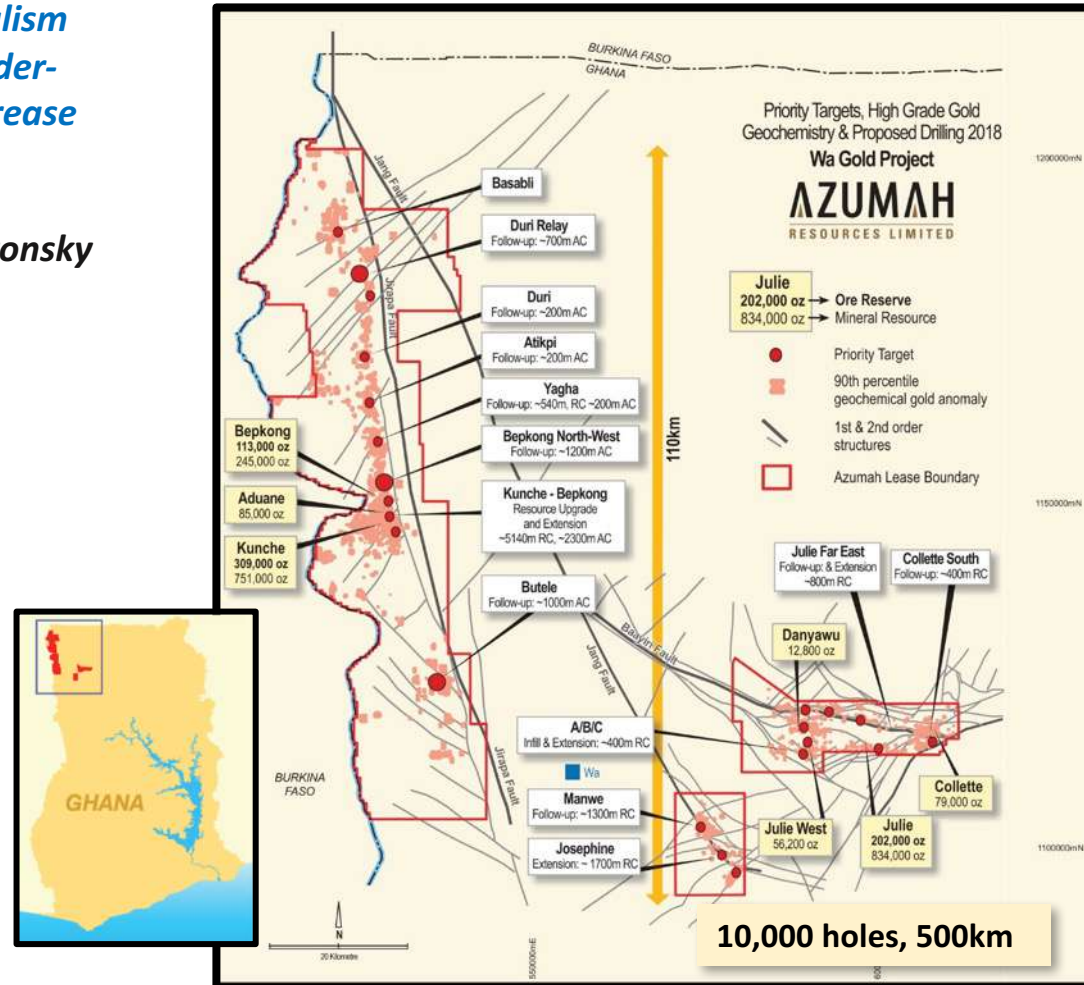 alism
der-
rease
onsky
BURKINA FASO
GHANA
Priority Targets, High Grade Gold
Geochemistry & Proposed Drilling 2018
Wa Gold Project
AZUMAH
RESOURCES LIMITED
1200000mN
Jang Fault
Jirapa Fault
Basabli
Duri Relay
Follow-up: ~700m AC
Duri
Follow-up: ~200m AC
Atikpi
Follow-up: ~200m AC
Yagha
Follow-up: ~540m, RC ~200m AC
Bepkong North-West
Follow-up: ~1200m AC
Kunche - Bepkong
Resource Upgrade
and Extension
~5140m RC, ~2300m AC
Butele
Follow-up: ~1000m AC
Bepkong
113,000 oz
245,000 oz
Aduane
85,000 oz
Kunche
309,000 oz
751,000 oz
110km
Julie
202,000 oz
834,000 oz
Ore Reserve
Mineral Resource
Priority Target
90th percentile
geochemical gold anomaly
1st & 2nd order
structures
Azumah Lease Boundary
1150000mN
Julie Far East
Follow-up: & Extension
~800m RC
Collette South
Follow-up: ~400m RC
Danyawu
12,800 oz
Baayin Fault
Jang Fault
Jirapa Fault
A/B/C
Infill & Extension: ~400m RC
Wa
Manwe
Follow-up: ~1300m RC
Josephine
Extension: ~ 1700m RC
Julie West
56,200 oz
Julie
202,000 oz
834,000 oz
Collette
79,000 oz
1100000mN
BURKINA
FASO
GHANA
N
20 Kilometre
550000mE
600
10,000 holes, 500km